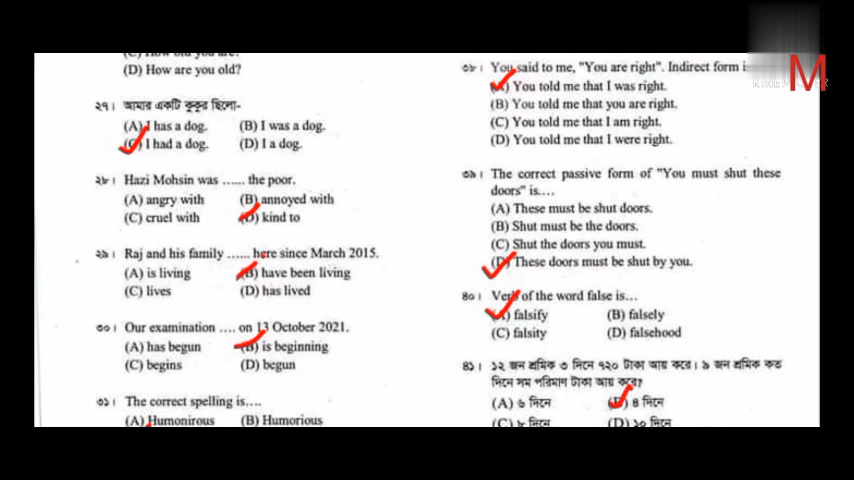 (C) How old you are?
(D) How are you old?
২৭। আমার একটি কুকুর ছিলো-
(A) I has a dog. (B) I was a dog.
(C) I had a dog. (D) I a dog.
২৮। Hazi Mohsin was ...... the poor.
(A) angry with (B) annoyed with
(C) cruel with (D) kind to
২৯। Raj and his family ...... here since March 2015.
(A) is living (B) have been living
(C) lives (D) has lived
৩০। Our examination .... on 13 October 2021.
(A) has begun (B) is beginning
(C) begins (D) begun
৩১। The correct spelling is....
(A) Humonirous (B) Humorious
৩৮। You said to me, "You are right". Indirect form
(A) You told me that I was right.
(B) You told me that you are right.
(C) You told me that I am right.
(D) You told me that I were right.
৩৯। The correct passive form of "You must shut these
doors" is....
(A) These must be shut doors.
(B) Shut must be the doors.
(C) Shut the doors you must.
(D) These doors must be shut by you.
৪০। Verb of the word false is...
(A) falsify (B) falsely
(C) falsity (D) falsehood
৪১। ১২ জন শ্রমিক ৩ দিনে ৭২০ টাকা আয় করে। ৯ জন শ্রমিক কত
দিনে সম পরিমাণ টাকা আয় করে?
(A) ৬ দিনে (B) ৪ দিনে
(C) ৮ দিনে (D) ১০ দিনে
M